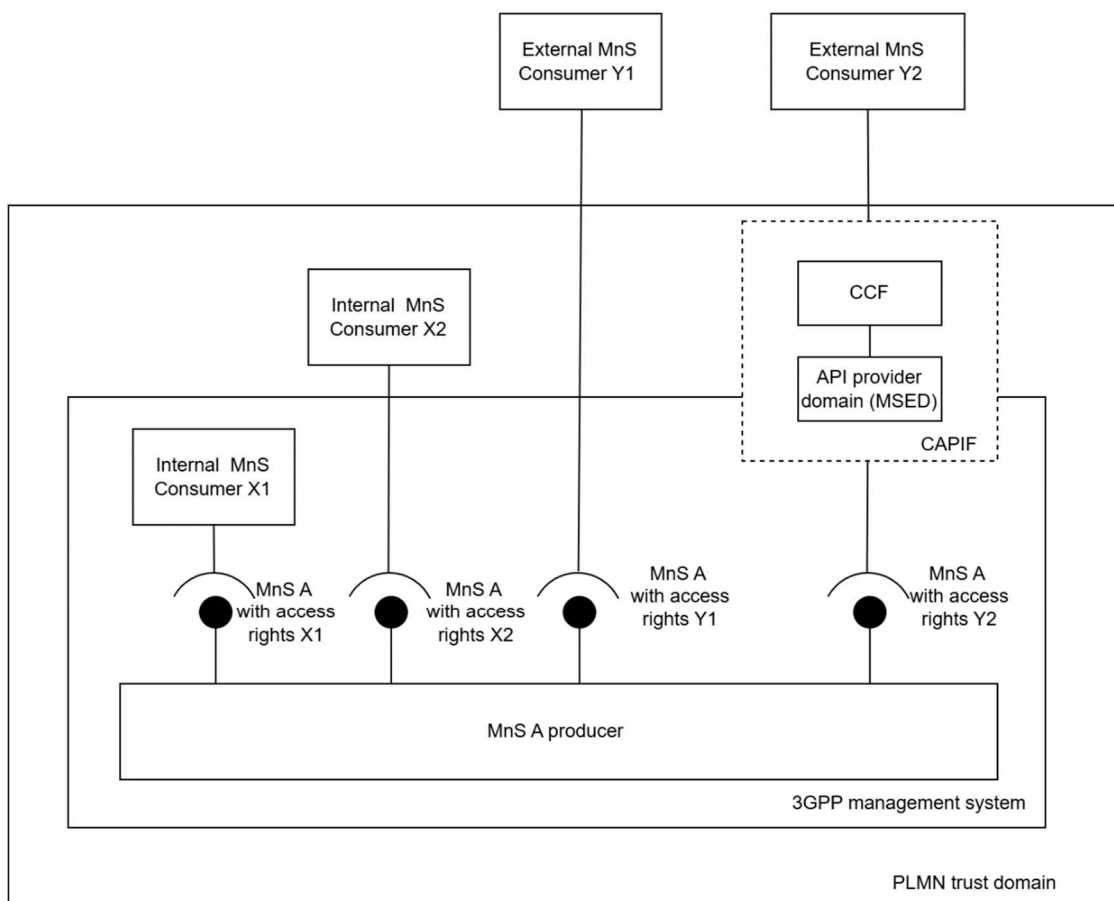 External MnS
Consumer Y1
External MnS
Consumer Y2
CCF
Internal  MnS
Consumer X2
API provider
domain (MSED)
CAPIF
Internal  MnS
Consumer X1
MnS A
with access
rights X1
MnS A
with access
rights X2
MnS A
with access
rights Y1
MnS A
with access
rights Y2
MnS A producer
3GPP management system
PLMN trust domain